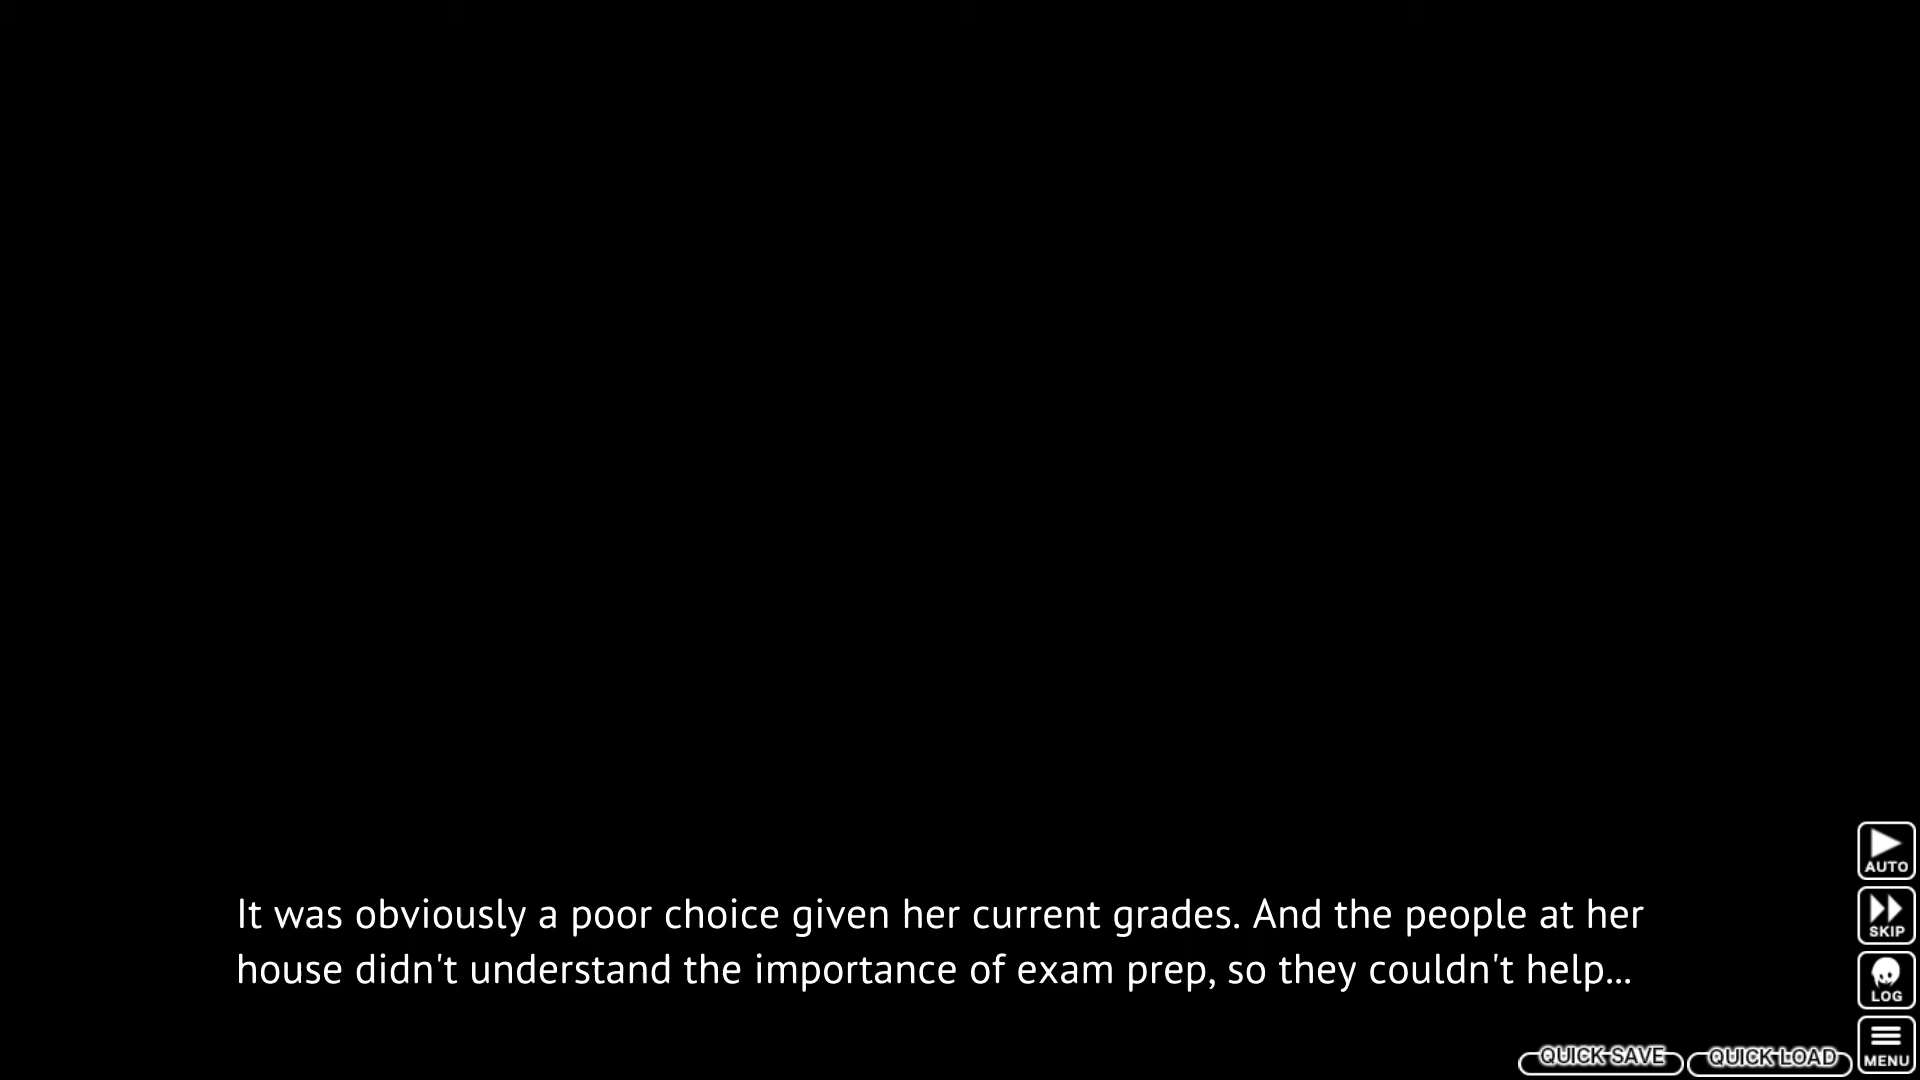 It was obviously a poor choice given her current grades. And the people at her
house didn't understand the importance of exam prep, so they couldn't help...
AUTO
SKIP
LOG
MENU
QUICK SAVE
QUICK LOAD